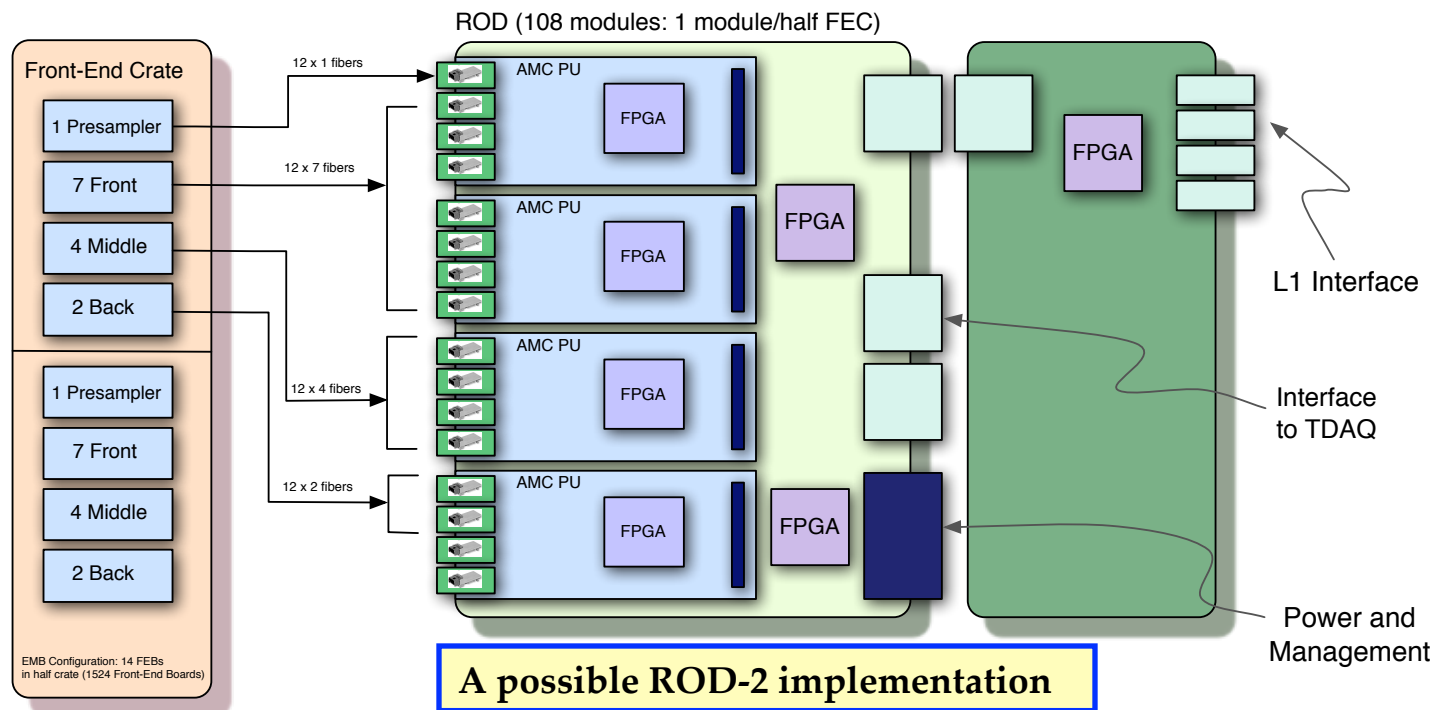 ROD (108 modules: 1 module/half FEC)
Front-End Crate
1 Presampler
7 Front
4 Middle
2 Back
1 Presampler
7 Front
4 Middle
2 Back
EMB Configuration: 14 FEBs
in half crate (1524 Front-End Boards)
12 x 1 fibers
12 x 7 fibers
12 x 4 fibers
12 x 2 fibers
AMC PU
FPGA
AMC PU
FPGA
AMC PU
FPGA
AMC PU
FPGA
FPGA
FPGA
FPGA
L1 Interface
Interface
to TDAQ
Power and
Management
A possible ROD-2 implementation